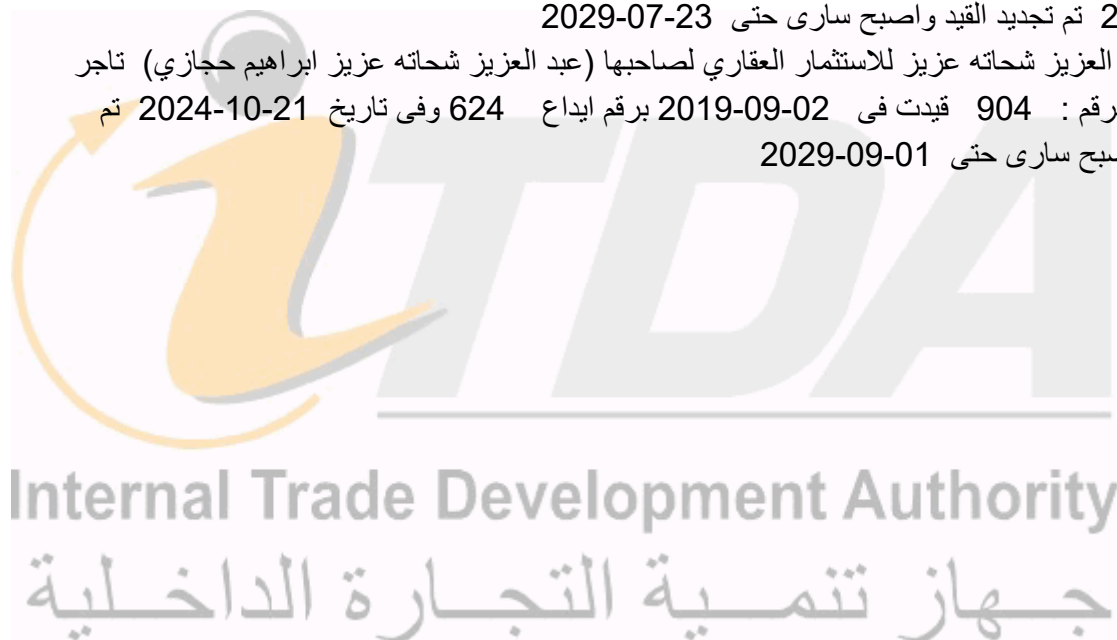 2 تم تجديد القيد واصبح سارى حتى 2029-07-23
العزيز شحاته عزيز للاستثمار العقاري لصاحبها (عبد العزيز شحاته عزيز ابراهيم حجازي) تاجر
رقم : 904 قيدت فى 2019-09-02 برقم ايداع 624 وفى تاريخ 2024-10-21 تم
سبح سارى حتى 2029-09-01
iTDA
Internal Trade Development Authority
جهاز تنمية التجارة الداخلية